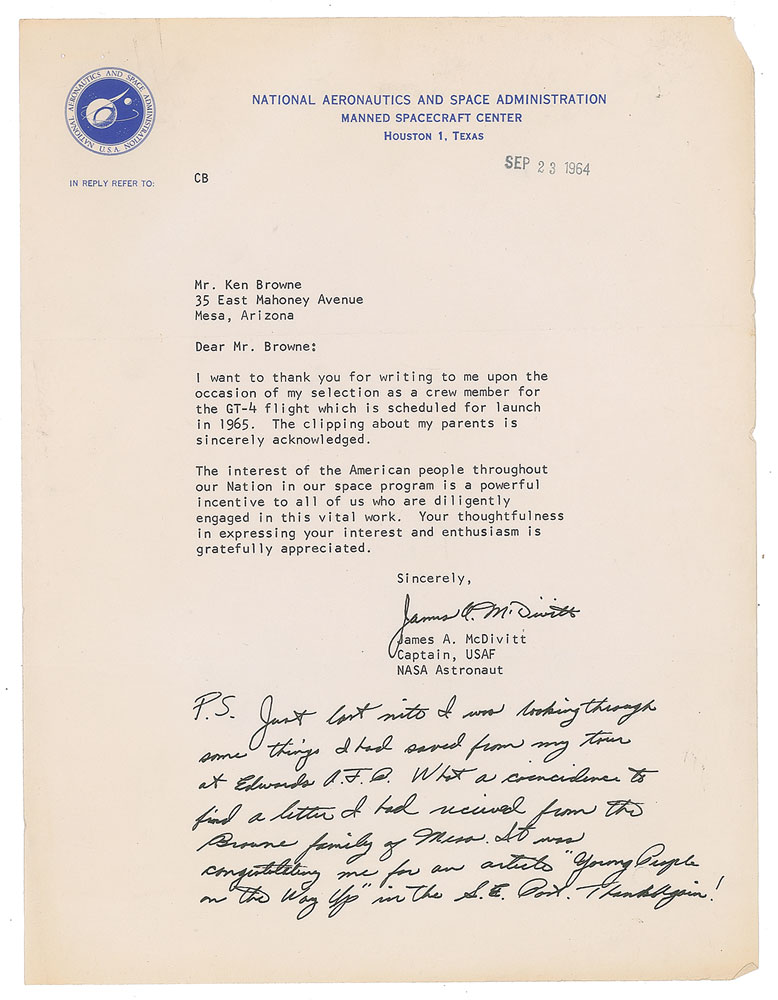 NATIONAL AERONAUTICS AND SPACE ADMINISTRATION
U.S.A.
NATIONAL AERONAUTICS AND SPACE ADMINISTRATION
MANNED SPACECRAFT CENTER
HOUSTON 1, TEXAS
SEP 23 1964
IN REPLY REFER TO: CB
Mr. Ken Browne
35 East Mahoney Avenue
Mesa, Arizona
Dear Mr. Browne:
I want to thank you for writing to me upon the
occasion of my selection as a crew member for
the GT-4 flight which is scheduled for launch
in 1965. The clipping about my parents is
sincerely acknowledged.
The interest of the American people throughout
our Nation in our space program is a powerful
incentive to all of us who are diligently
engaged in this vital work. Your thoughtfulness
in expressing your interest and enthusiasm is
gratefully appreciated.
Sincerely,
James A. McDivitt
James A. McDivitt
Captain, USAF
NASA Astronaut
P.S. Just last nite I was looking through
some things I had saved from my tour
at Edwards A.F.B. What a coincidence to
find a letter I had recieved from the
Browne family of Mesa. It was
congratulating me for an article "Young People
on the Way Up" in the S.E. Post. Thanks Again!